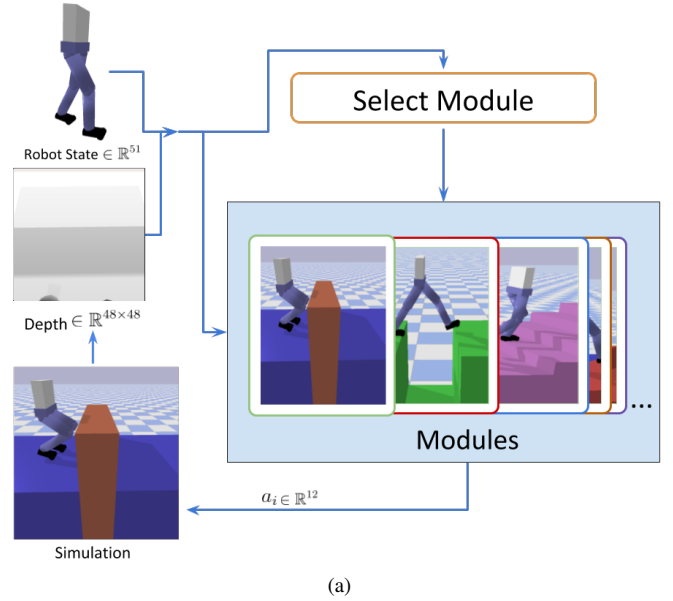 Select Module
Robot State ∈ ℝ⁵¹
Depth ∈ ℝ⁴⁸ˣ⁴⁸
...
Modules
aᵢ ∈ ℝ¹²
Simulation
(a)